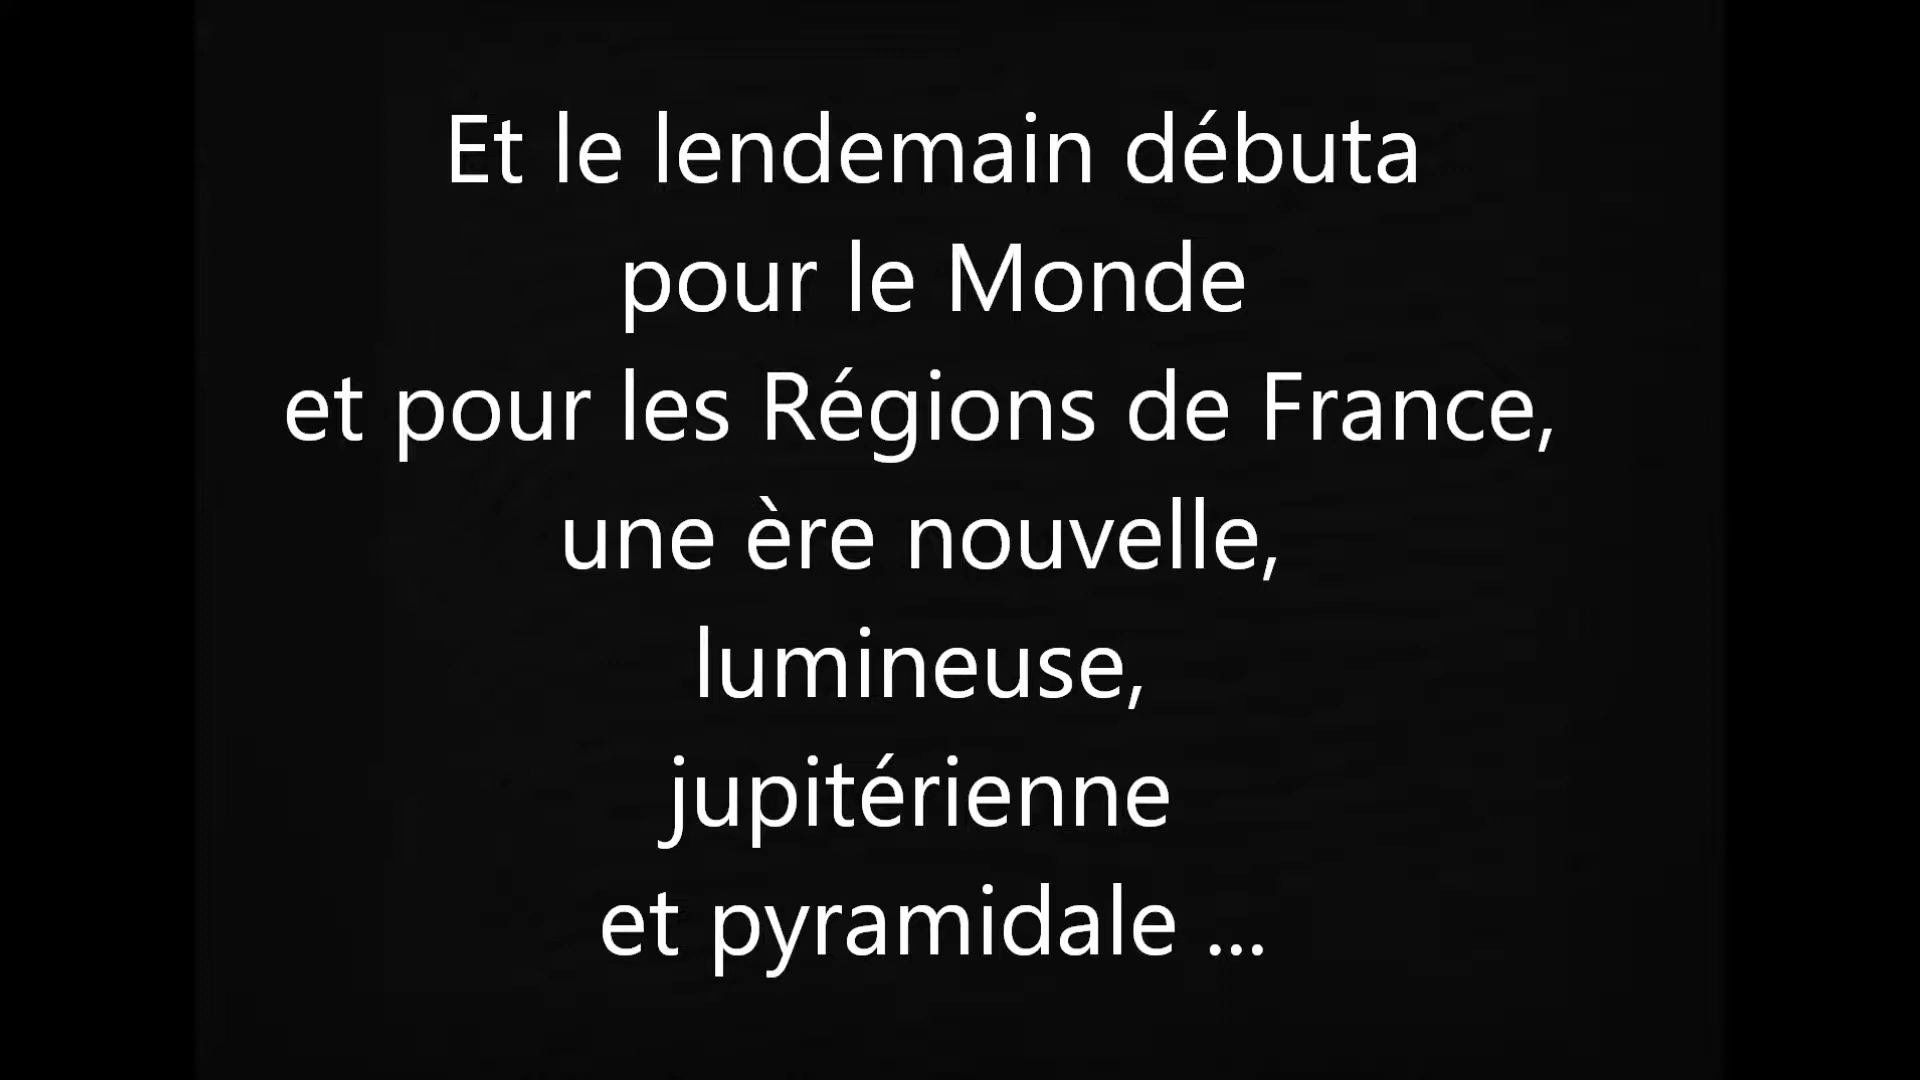 Et le lendemain débuta
pour le Monde
et pour les Régions de France,
une ère nouvelle,
lumineuse,
jupitérienne
et pyramidale ...